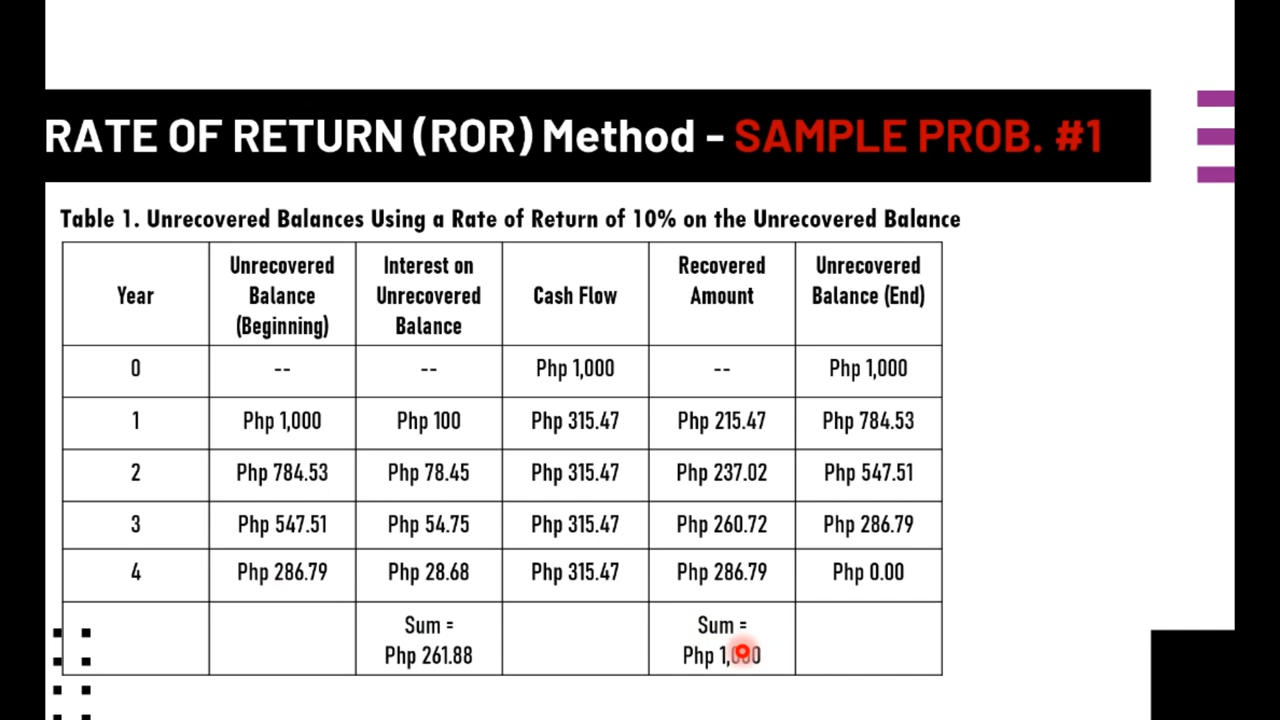 RATE OF RETURN (ROR) Method - SAMPLE PROB. #1
Table 1. Unrecovered Balances Using a Rate of Return of 10% on the Unrecovered Balance
Year
Unrecovered
Balance
(Beginning)
Interest on
Unrecovered
Balance
Cash Flow
Recovered
Amount
Unrecovered
Balance (End)
0 -- -- Php 1,000 -- Php 1,000
1 Php 1,000 Php 100 Php 315.47 Php 215.47 Php 784.53
2 Php 784.53 Php 78.45 Php 315.47 Php 237.02 Php 547.51
3 Php 547.51 Php 54.75 Php 315.47 Php 260.72 Php 286.79
4 Php 286.79 Php 28.68 Php 315.47 Php 286.79 Php 0.00
Sum =
Php 261.88
Sum =
Php 1,000